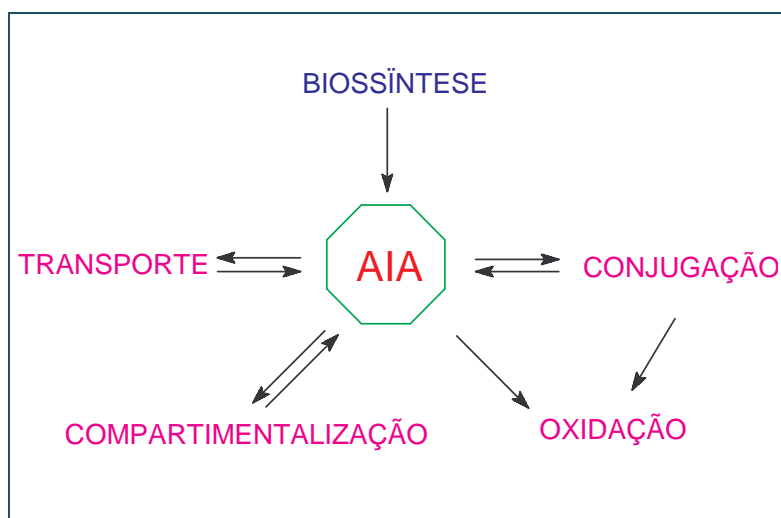 BIOSSÏNTESE
TRANSPORTE
AIA
CONJUGAÇÃO
COMPARTIMENTALIZAÇÃO
OXIDAÇÃO